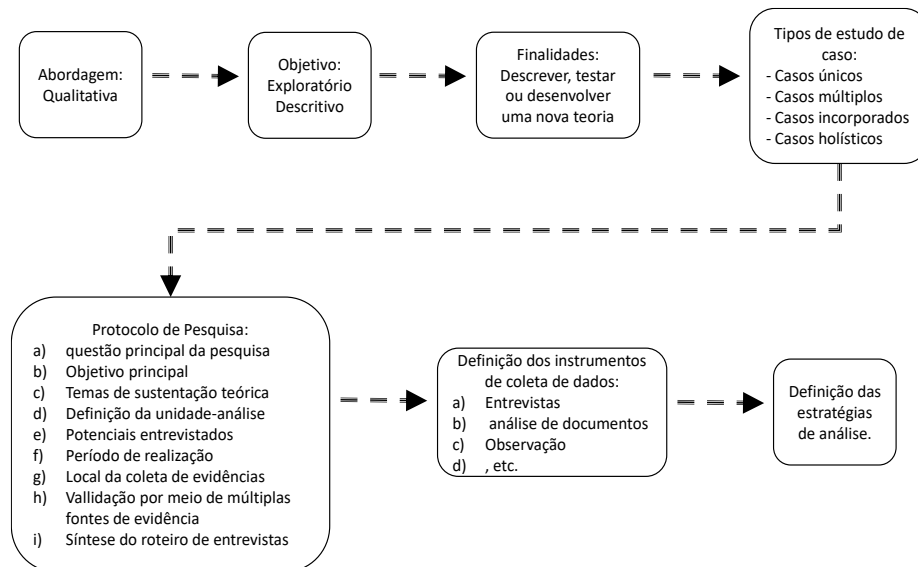 Abordagem:
Qualitativa
Objetivo:
Exploratório
Descritivo
Finalidades:
Descrever, testar
ou desenvolver
uma nova teoria
Tipos de estudo de
caso:
- Casos únicos
- Casos múltiplos
- Casos incorporados
- Casos holísticos
Protocolo de Pesquisa:
a) questão principal da pesquisa
b) Objetivo principal
c) Temas de sustentação teórica
d) Definição da unidade-análise
e) Potenciais entrevistados
f) Período de realização
g) Local da coleta de evidências
h) Vallidação por meio de múltiplas
fontes de evidência
i) Síntese do roteiro de entrevistas
Definição dos instrumentos
de coleta de dados:
a) Entrevistas
b) análise de documentos
c) Observação
d) , etc.
Definição das
estratégias
de análise.